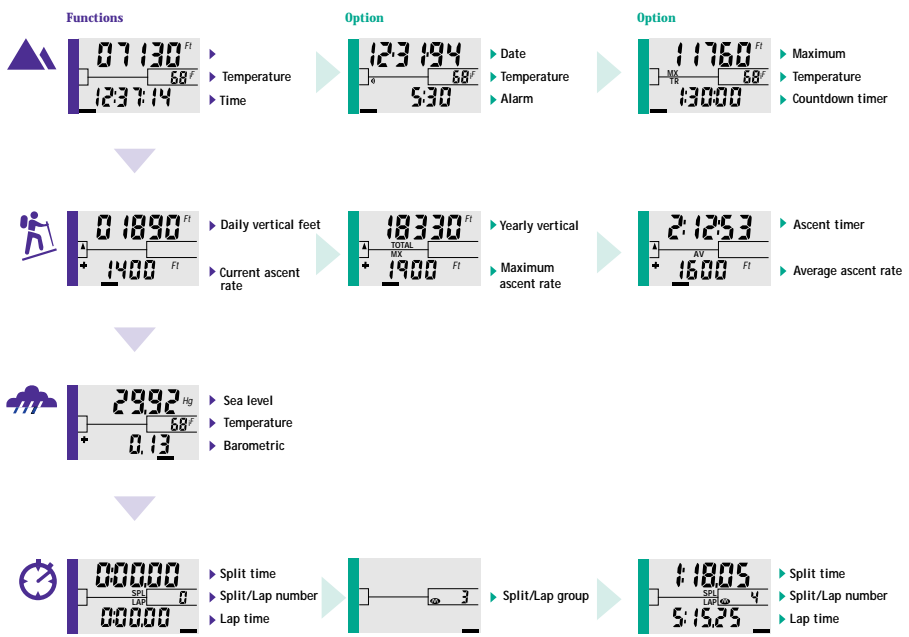 Functions
Option
Option
07130 Ft
68°F
Temperature
12:37:14
Time
12:31:94
Date
68°F
Temperature
5:30
Alarm
11760 Ft
Maximum
MX
TR
68°F
Temperature
1:30:00
Countdown timer
01890 Ft
Daily vertical feet
1400 Ft
Current ascent
rate
18330 Ft
Yearly vertical
TOTAL
MX
1900 Ft
Maximum
ascent rate
2:12:53
Ascent timer
AV
1600 Ft
Average ascent rate
29.92 Hg
Sea level
68°F
Temperature
0.13
Barometric
0:00.00
Split time
SPL
LAP
0
Split/Lap number
0:00.00
Lap time
3
Split/Lap group
1:18.05
Split time
SPL
LAP
4
Split/Lap number
5:15.25
Lap time